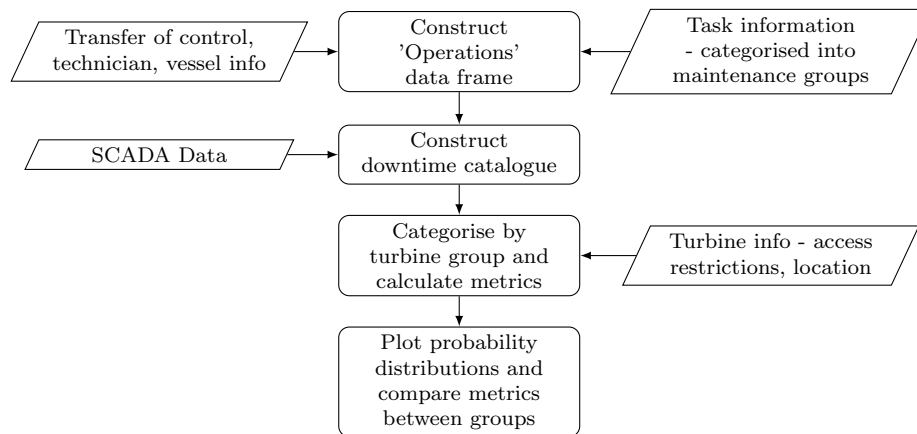 Transfer of control,
technician, vessel info
Construct
'Operations'
data frame
Task information
- categorised into
maintenance groups
SCADA Data
Construct
downtime catalogue
Categorise by
turbine group and
calculate metrics
Turbine info - access
restrictions, location
Plot probability
distributions and
compare metrics
between groups